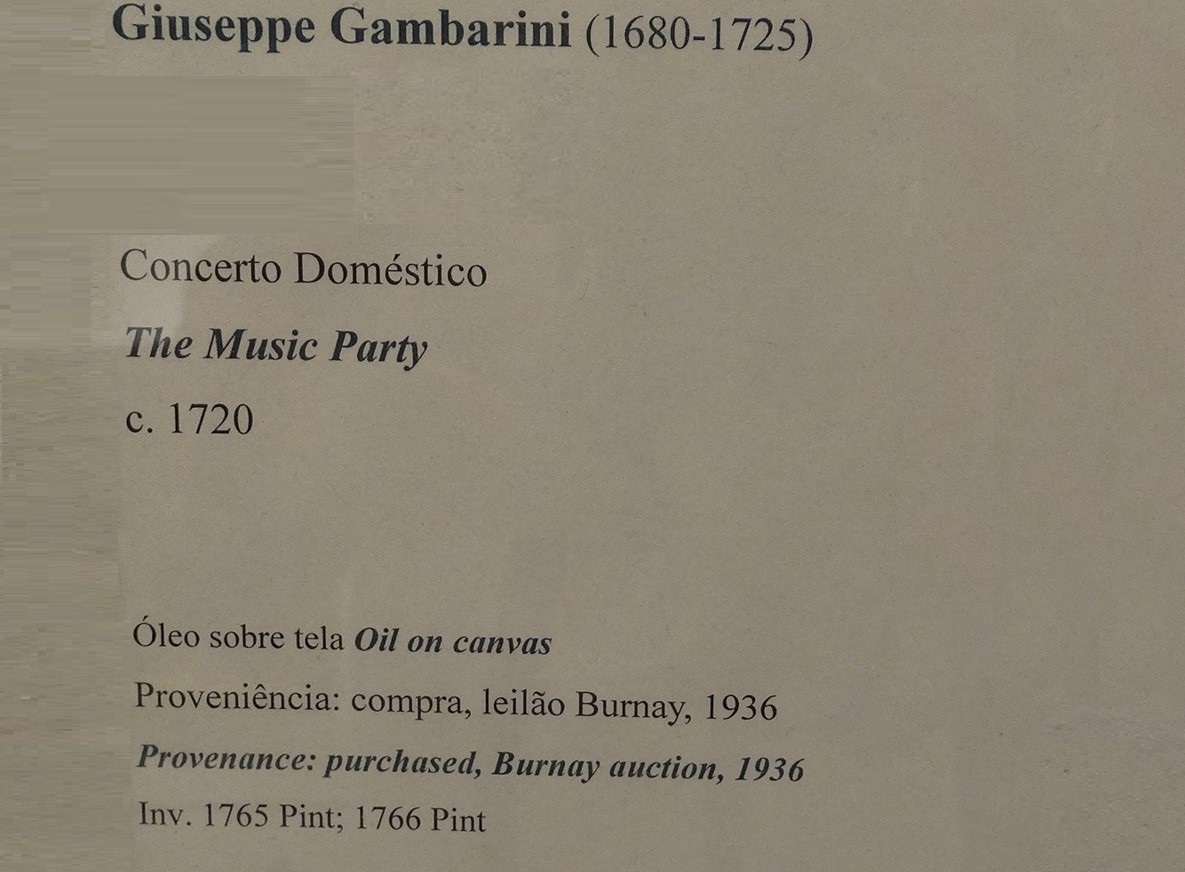 Giuseppe Gambarini (1680-1725)
Concerto Doméstico
The Music Party
c. 1720
Óleo sobre tela Oil on canvas
Proveniência: compra, leilão Burnay, 1936
Provenance: purchased, Burnay auction, 1936
Inv. 1765 Pint; 1766 Pint